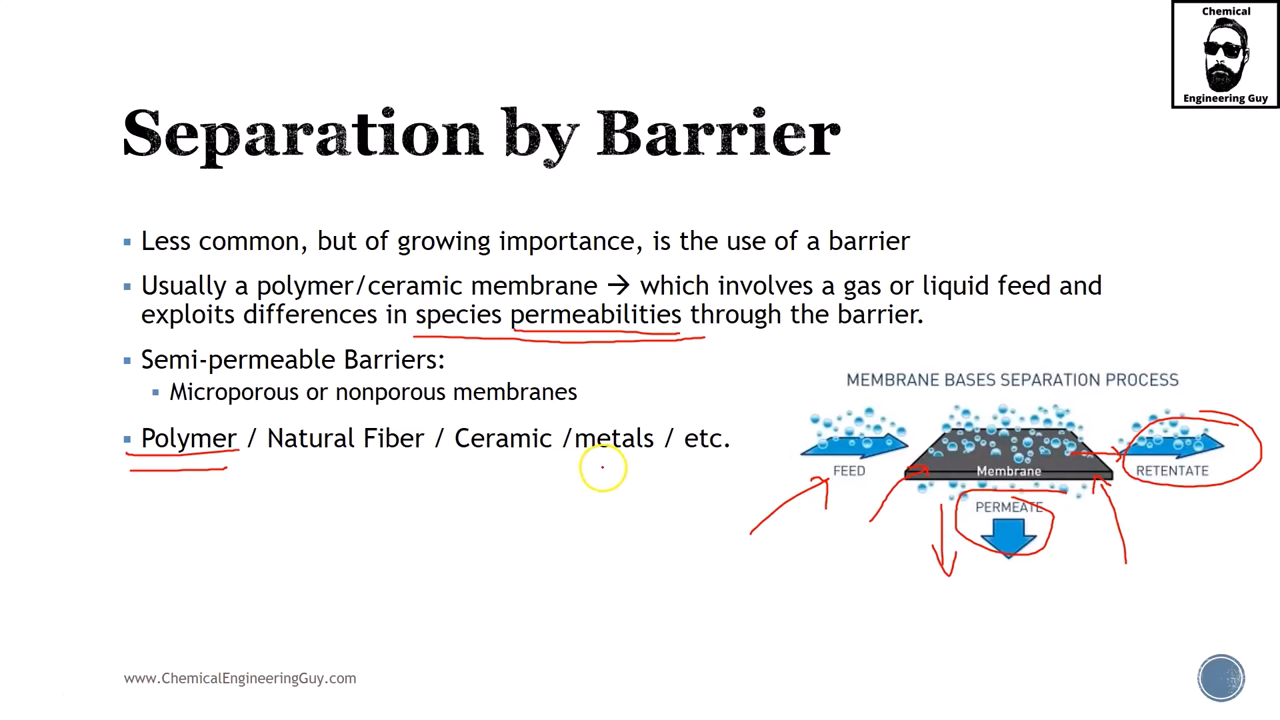 Chemical
Engineering Guy
Separation by Barrier
Less common, but of growing importance, is the use of a barrier
Usually a polymer/ceramic membrane → which involves a gas or liquid feed and
exploits differences in species permeabilities through the barrier.
Semi-permeable Barriers:
Microporous or nonporous membranes
Polymer / Natural Fiber / Ceramic /metals / etc.
MEMBRANE BASES SEPARATION PROCESS
FEED
Membrane
RETENTATE
PERMEATE
www.ChemicalEngineeringGuy.com